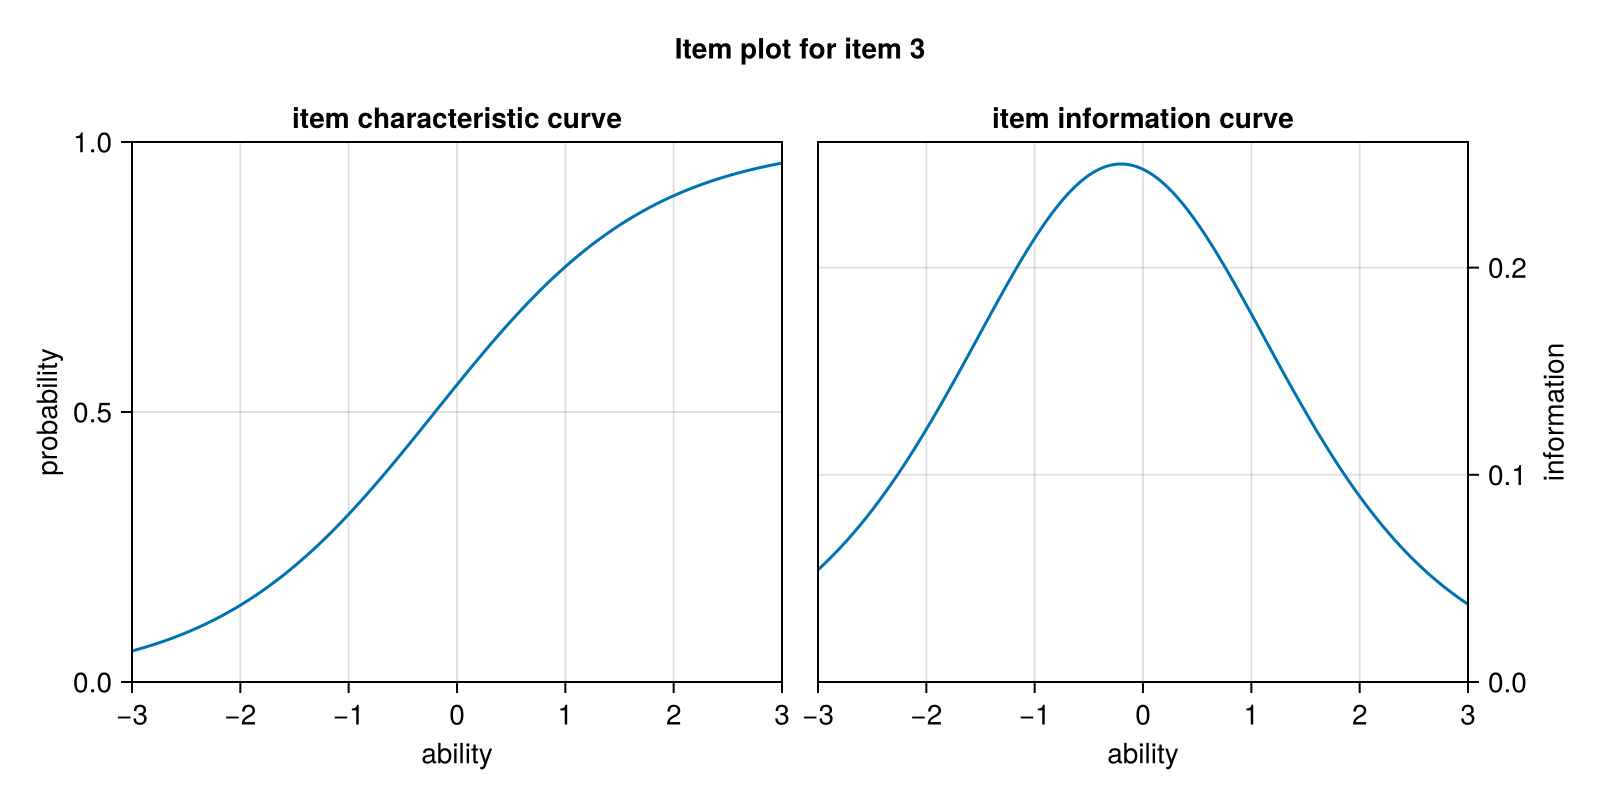 Item plot for item 3
item characteristic curve
probability
1.0
0.5
0.0
−3 −2 −1 0 1 2 3
ability
item information curve
0.2
0.1
0.0
information
−3 −2 −1 0 1 2 3
ability